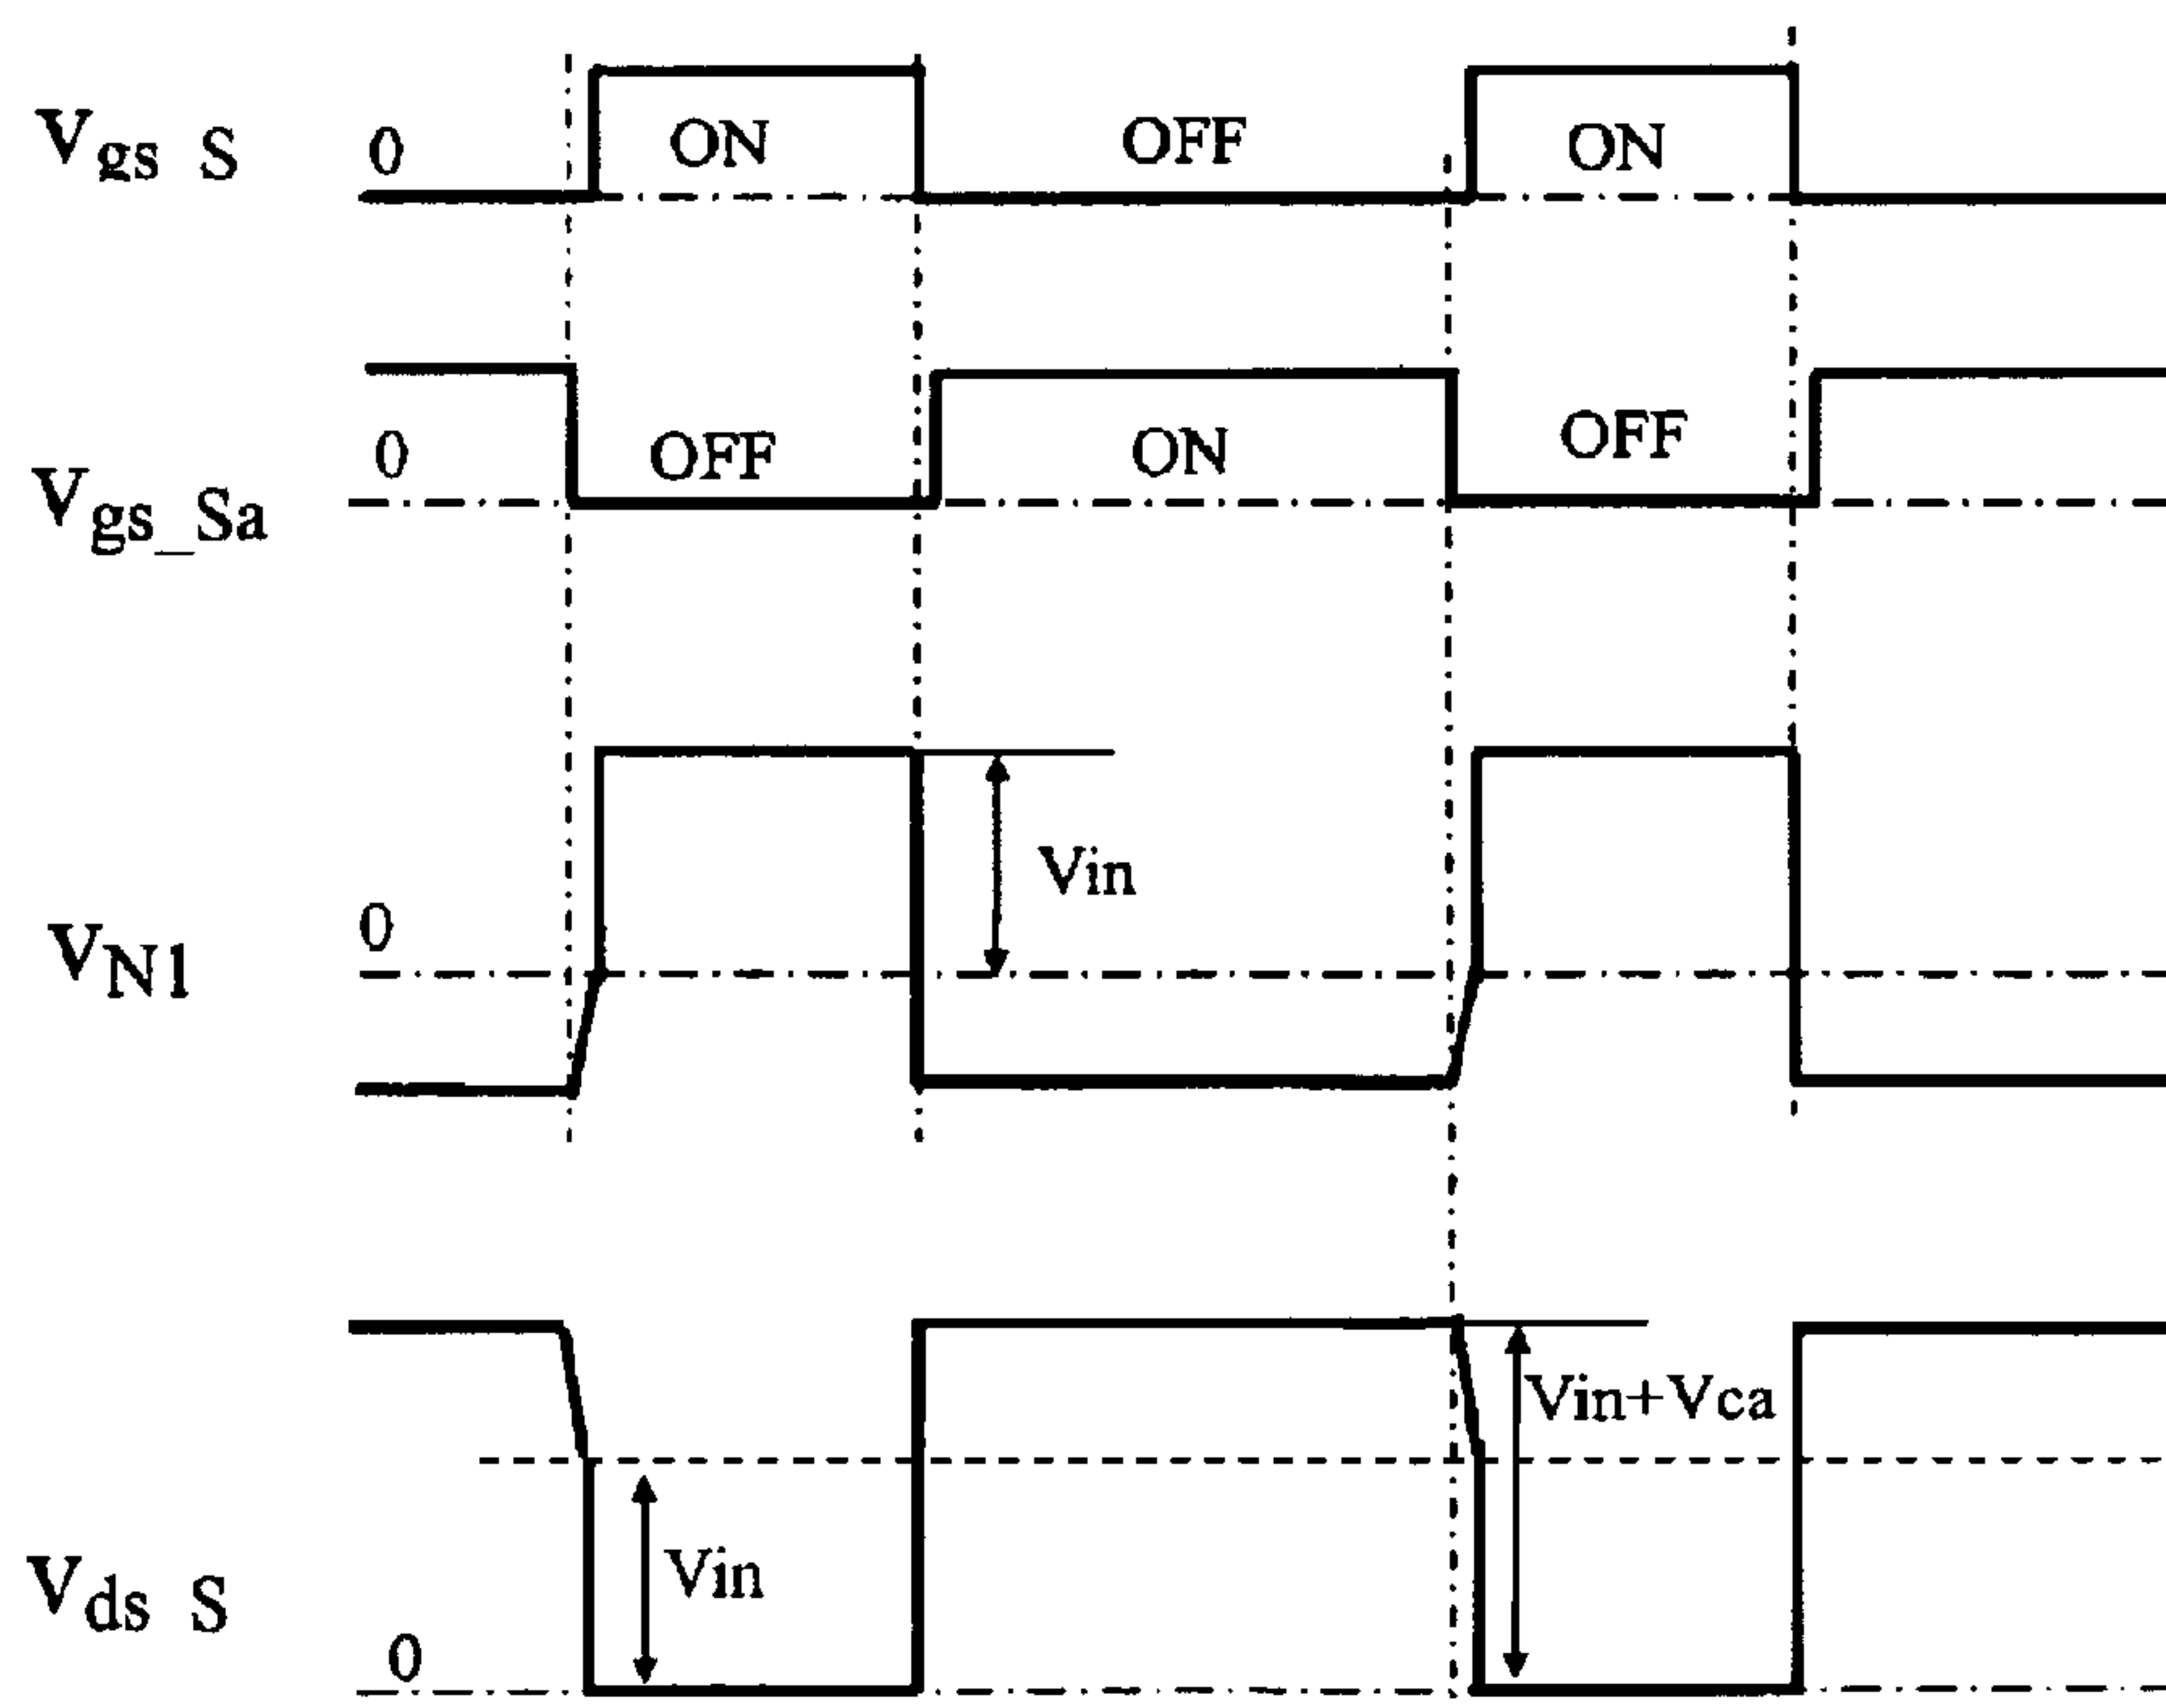 Vgs S 0 ON OFF ON
Vgs_Sa 0 OFF ON OFF
Vin
VN1 0
Vin+Vca
Vin
Vds S 0